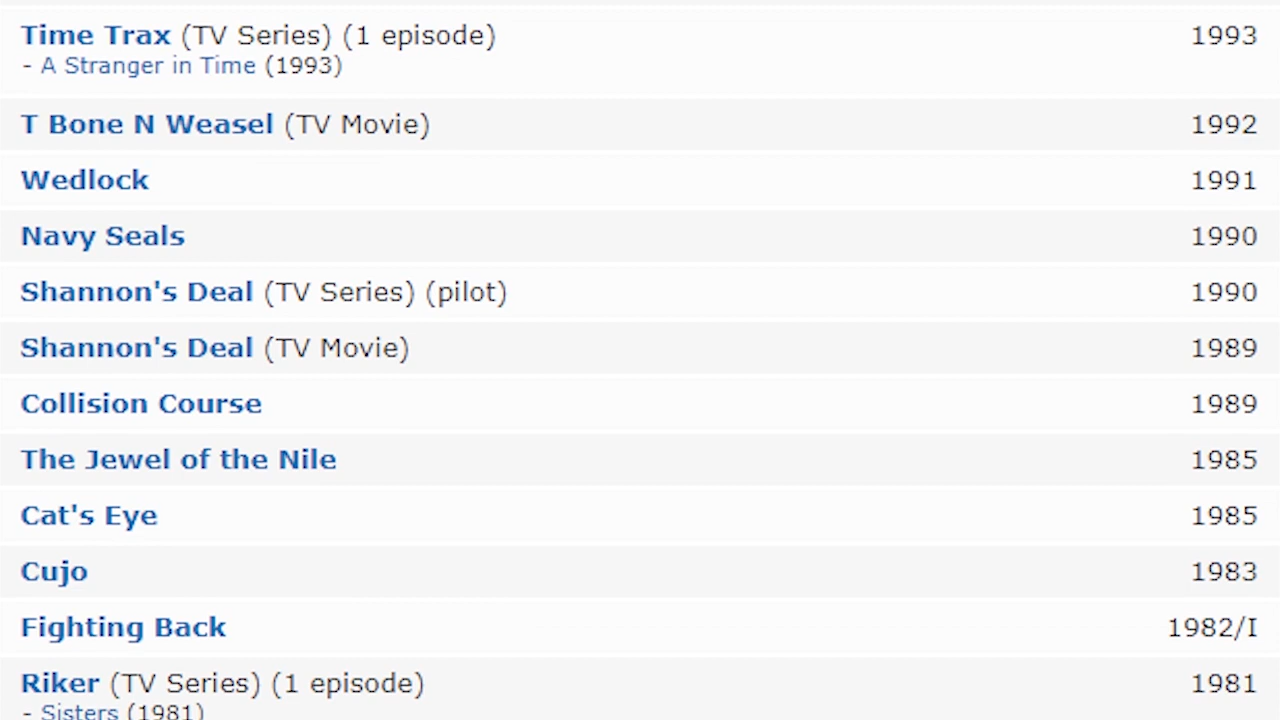 Time Trax (TV Series) (1 episode) 1993
- A Stranger in Time (1993)
T Bone N Weasel (TV Movie) 1992
Wedlock 1991
Navy Seals 1990
Shannon's Deal (TV Series) (pilot) 1990
Shannon's Deal (TV Movie) 1989
Collision Course 1989
The Jewel of the Nile 1985
Cat's Eye 1985
Cujo 1983
Fighting Back 1982/I
Riker (TV Series) (1 episode) 1981
- Sisters (1981)